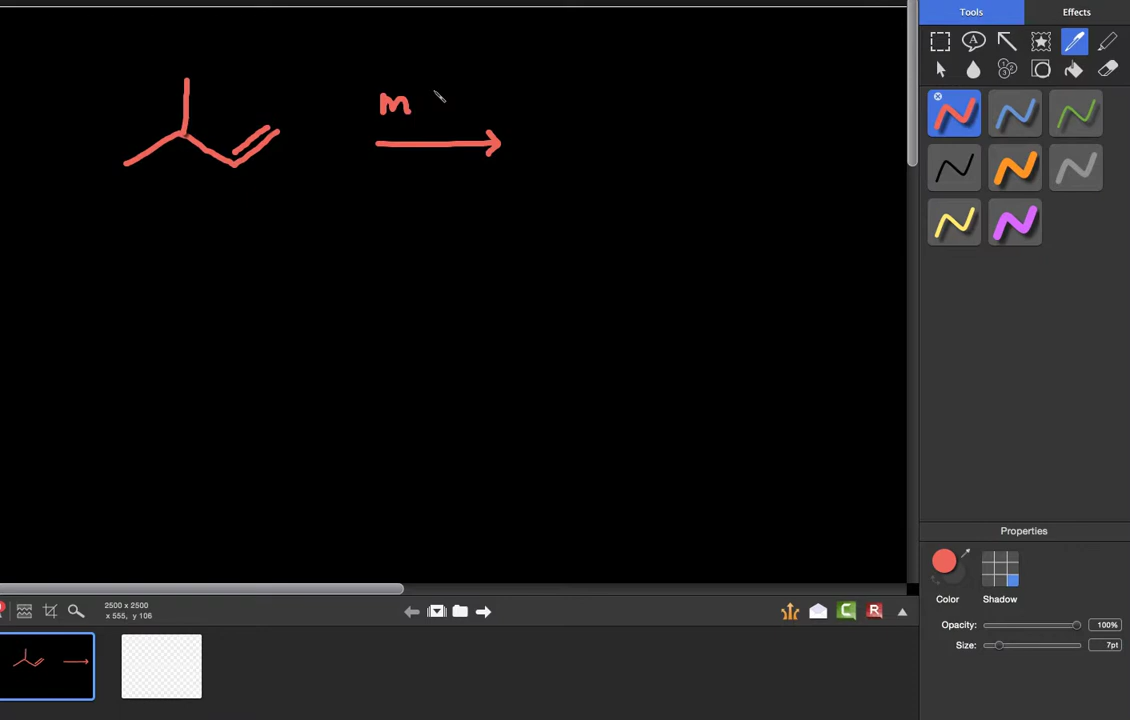 Tools Effects
m
Properties
Color Shadow
Opacity: 100%
Size: 7pt
2500 x 2500
x 555, y 106